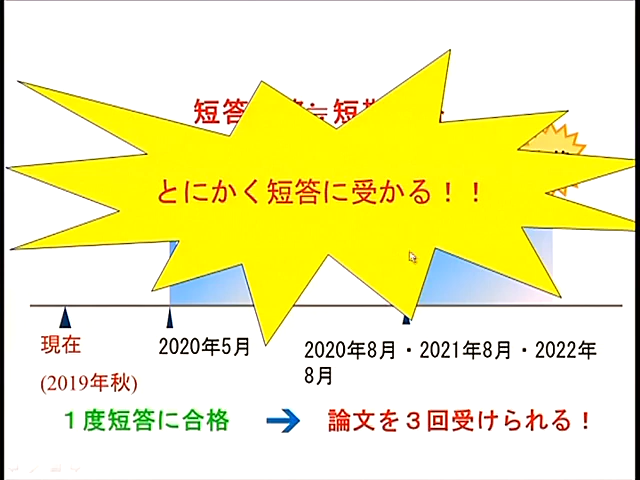 短答 ≒短
とにかく短答に受かる！！
現在
(2019年秋)
2020年5月
2020年8月・2021年8月・2022年
8月
１度短答に合格
論文を３回受けられる！